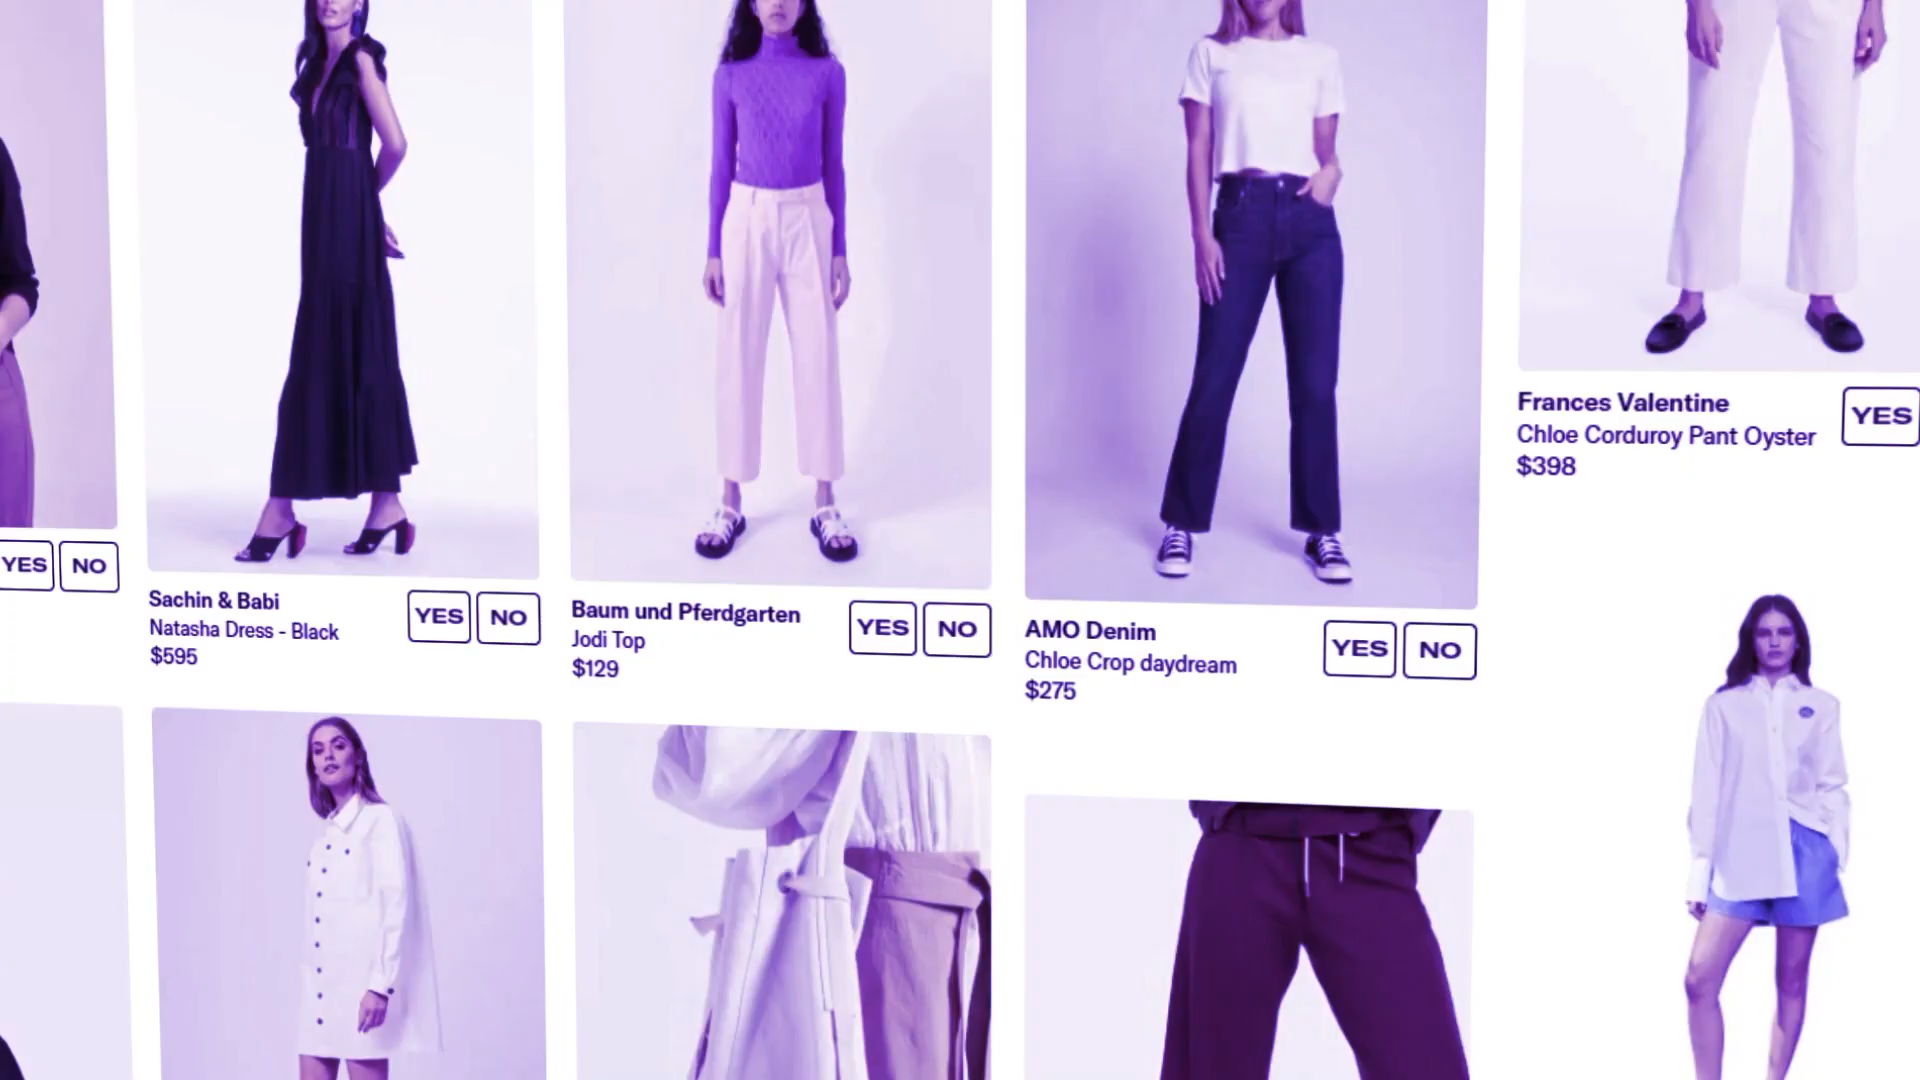 YES NO
Sachin & Babi
Natasha Dress - Black
$595
YES NO
Baum und Pferdgarten
Jodi Top
$129
YES NO
AMO Denim
Chloe Crop daydream
$275
YES NO
Frances Valentine
Chloe Corduroy Pant Oyster
$398
YES